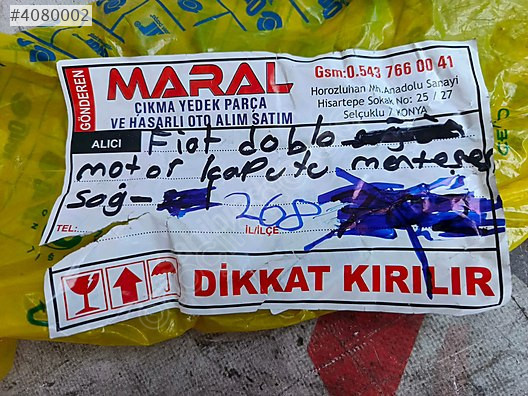 #4080002
GÖNDEREN
MARAL
ÇIKMA YEDEK PARÇA
VE HASARLI OTO ALIM SATIM
Gsm:0.543 766 00 41
Horozluhan Mh.Anadolu Sanayi
Hisartepe Sokak No: 25 / 27
Selçuklu / KONYA
ALICI
Fiat doblo
motor kaputu menteşesi
sağ-
268
TEL:
İL/İLÇE
DİKKAT KIRILIR